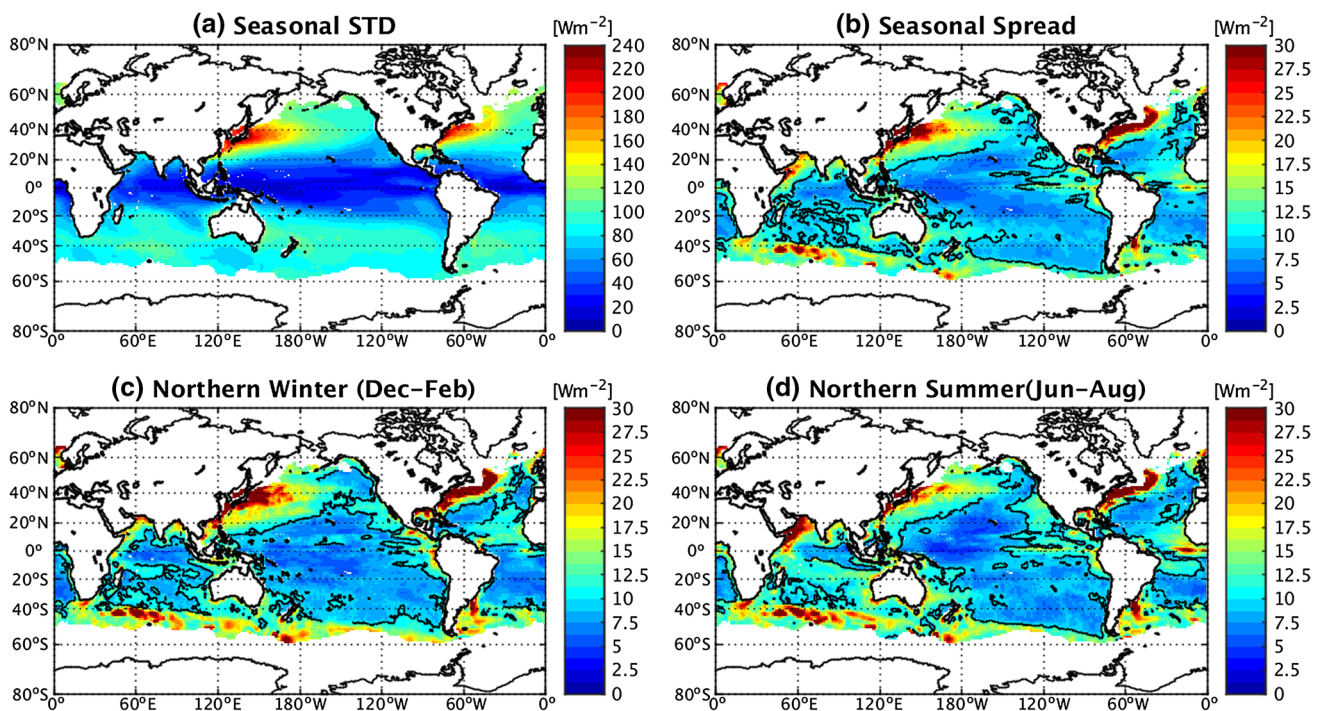 (a) Seasonal STD
[Wm−2]
80°N
60°N
40°N
20°N
0°
20°S
40°S
60°S
80°S
0° 60°E 120°E 180°W 120°W 60°W 0°
240
220
200
180
160
140
120
100
80
60
40
20
0
(b) Seasonal Spread
[Wm−2]
80°N
60°N
40°N
20°N
0°
20°S
40°S
60°S
80°S
0° 60°E 120°E 180°W 120°W 60°W 0°
30
27.5
25
22.5
20
17.5
15
12.5
10
7.5
5
2.5
0
(c) Northern Winter (Dec−Feb)
[Wm−2]
80°N
60°N
40°N
20°N
0°
20°S
40°S
60°S
80°S
0° 60°E 120°E 180°W 120°W 60°W 0°
30
27.5
25
22.5
20
17.5
15
12.5
10
7.5
5
2.5
0
(d) Northern Summer(Jun−Aug)
[Wm−2]
80°N
60°N
40°N
20°N
0°
20°S
40°S
60°S
80°S
0° 60°E 120°E 180°W 120°W 60°W 0°
30
27.5
25
22.5
20
17.5
15
12.5
10
7.5
5
2.5
0